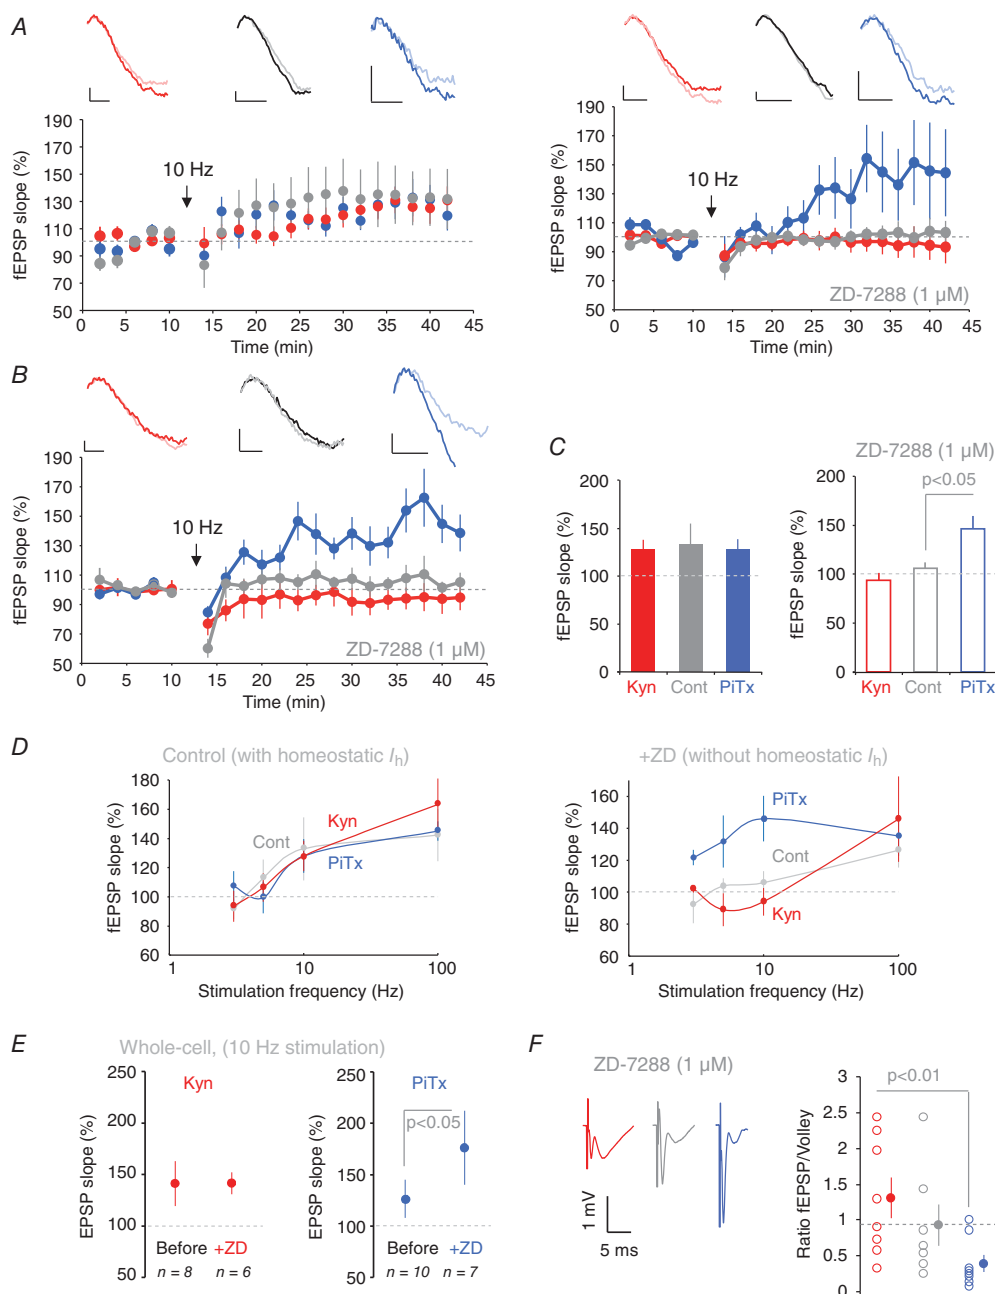 A
fEPSP slope (%)
190
170
150
130
110
90
70
50
10 Hz
0 5 10 15 20 25 30 35 40 45
Time (min)
fEPSP slope (%)
190
170
150
130
110
90
70
50
10 Hz
ZD-7288 (1 µM)
0 5 10 15 20 25 30 35 40 45
Time (min)
B
fEPSP slope (%)
190
170
150
130
110
90
70
50
10 Hz
ZD-7288 (1 µM)
0 5 10 15 20 25 30 35 40 45
Time (min)
C
fEPSP slope (%)
200
150
100
50
0
Kyn Cont PiTx
ZD-7288 (1 µM)
p<0.05
fEPSP slope (%)
200
150
100
50
0
Kyn Cont PiTx
D
Control (with homeostatic Ih)
fEPSP slope (%)
180
160
140
120
100
80
60
Kyn
Cont
PiTx
1 10 100
Stimulation frequency (Hz)
+ZD (without homeostatic Ih)
fEPSP slope (%)
160
140
120
100
80
60
PiTx
Cont
Kyn
1 10 100
Stimulation frequency (Hz)
E
Whole-cell, (10 Hz stimulation)
EPSP slope (%)
250
200
150
100
50
Kyn
Before +ZD
n = 8 n = 6
EPSP slope (%)
250
200
150
100
50
PiTx
p<0.05
Before +ZD
n = 10 n = 7
F
ZD-7288 (1 µM)
1 mV
5 ms
Ratio fEPSP/Volley
3
2.5
2
1.5
1
0.5
0
p<0.01